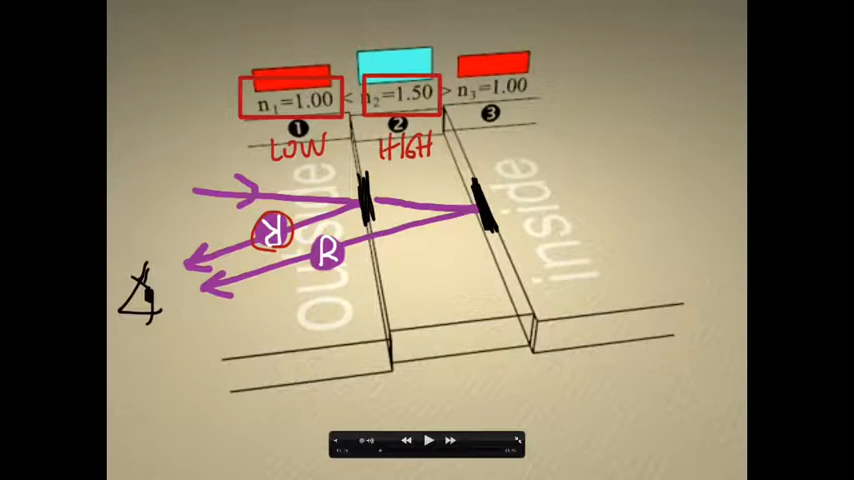 n₁=1.00 < n₂=1.50 > n₃=1.00
1 2 3
LOW HIGH
outside inside
R
R